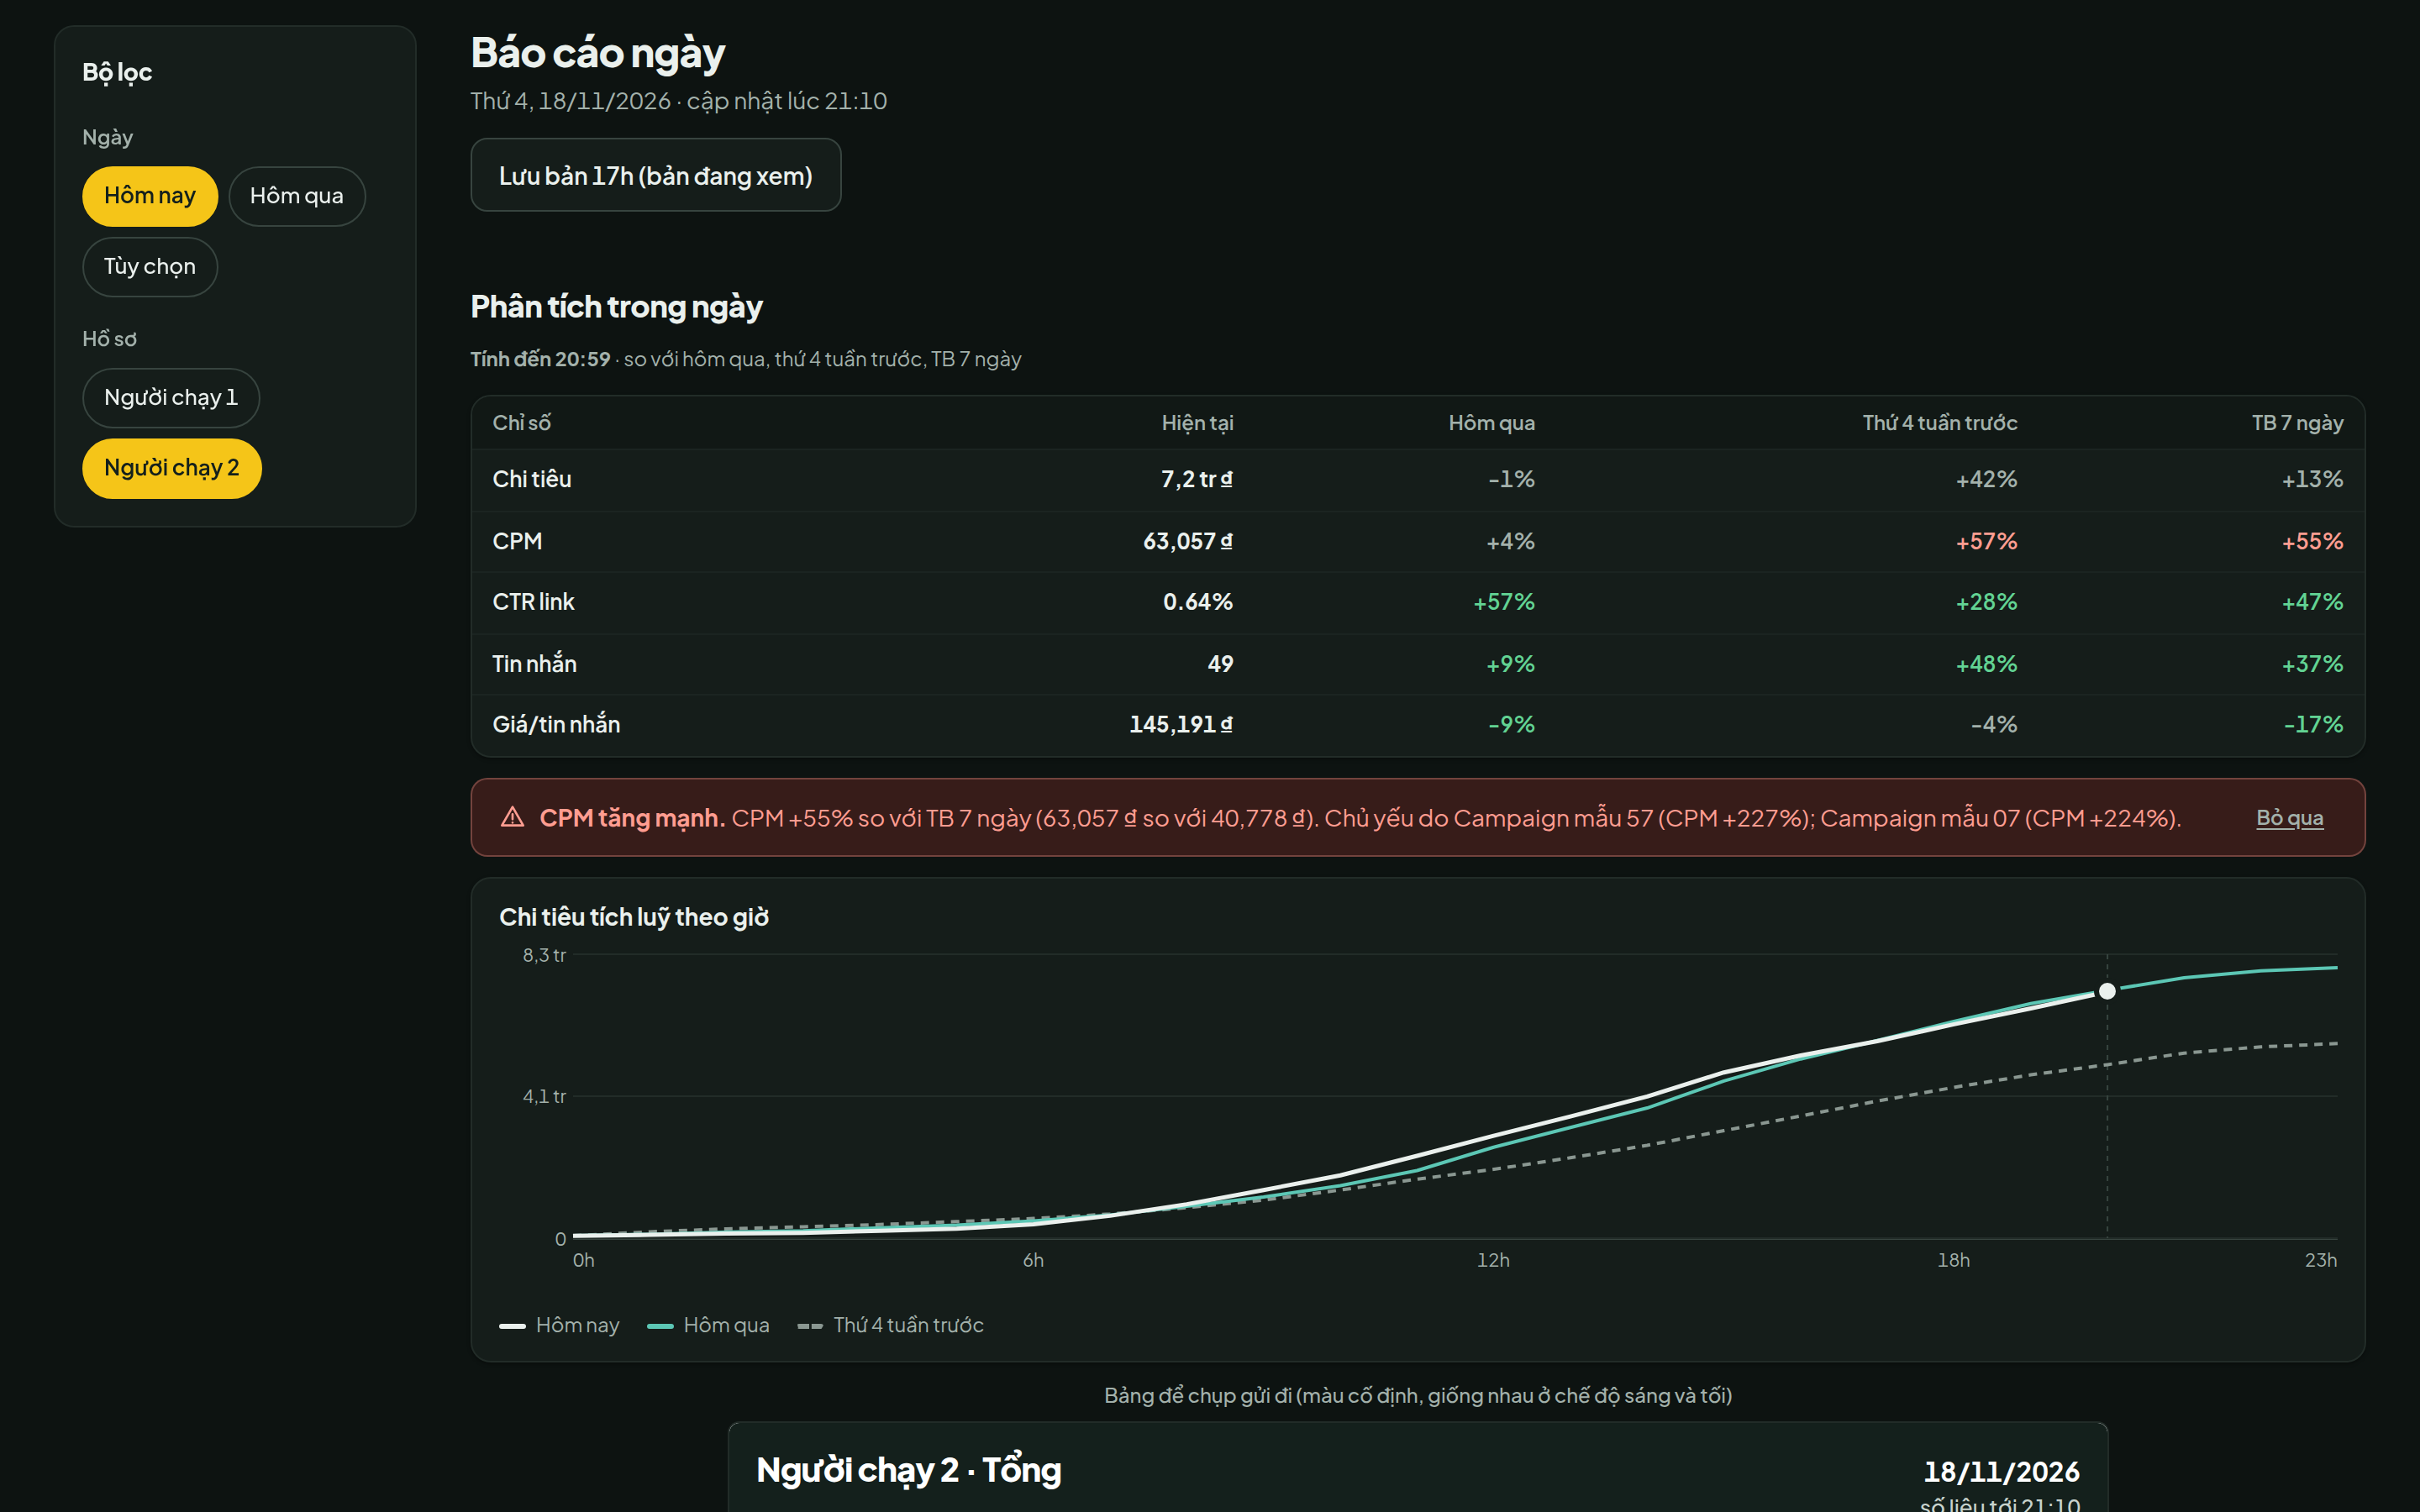 Bộ lọc
Ngày
Hôm nay
Hôm qua
Tùy chọn
Hồ sơ
Người chạy 1
Người chạy 2
Báo cáo ngày
Thứ 4, 18/11/2026 · cập nhật lúc 21:10
Lưu bản 17h (bản đang xem)
Phân tích trong ngày
Tính đến 20:59 · so với hôm qua, thứ 4 tuần trước, TB 7 ngày
Chỉ số Hiện tại Hôm qua Thứ 4 tuần trước TB 7 ngày
Chi tiêu 7,2 tr ₫ -1% +42% +13%
CPM 63,057 ₫ +4% +57% +55%
CTR link 0.64% +57% +28% +47%
Tin nhắn 49 +9% +48% +37%
Giá/tin nhắn 145,191 ₫ -9% -4% -17%
CPM tăng mạnh. CPM +55% so với TB 7 ngày (63,057 ₫ so với 40,778 ₫). Chủ yếu do Campaign mẫu 57 (CPM +227%); Campaign mẫu 07 (CPM +224%). Bỏ qua
Chi tiêu tích luỹ theo giờ
8,3 tr
4,1 tr
0
0h 6h 12h 18h 23h
Hôm nay Hôm qua Thứ 4 tuần trước
Bảng để chụp gửi đi (màu cố định, giống nhau ở chế độ sáng và tối)
Người chạy 2 · Tổng
18/11/2026
số liệu tới 21:10